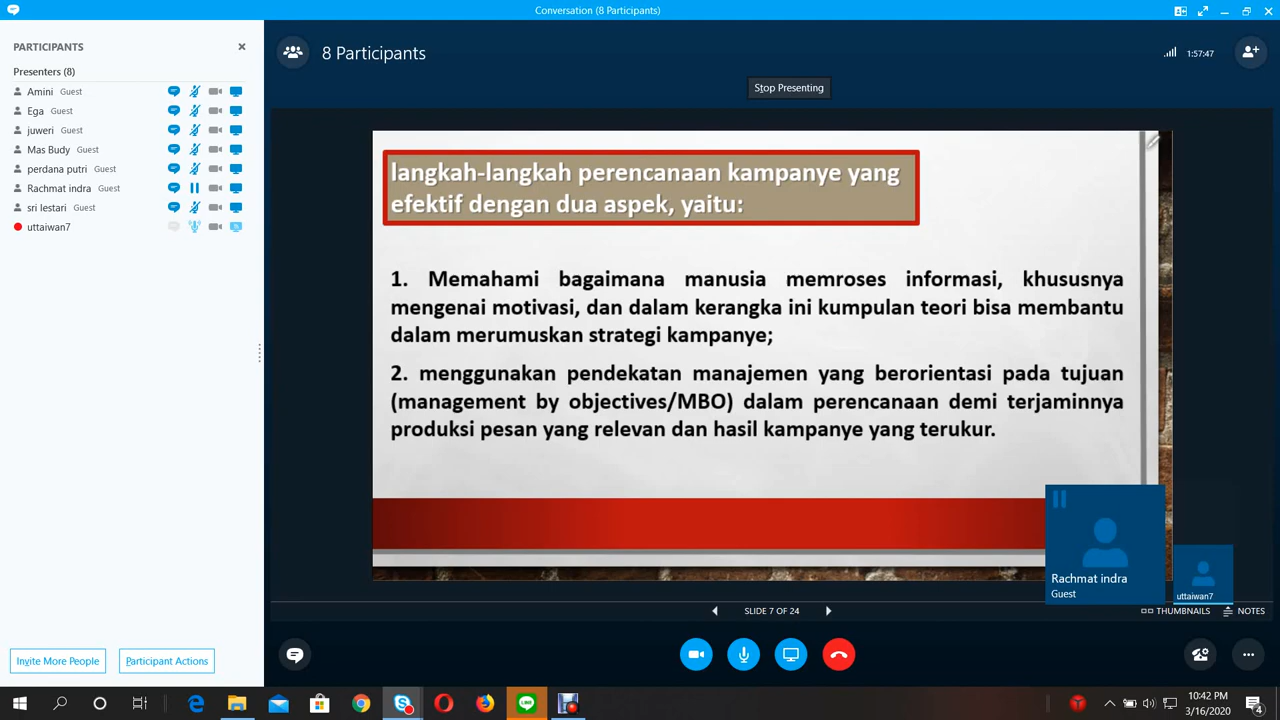 Conversation (8 Participants)
PARTICIPANTS
Presenters (8)
Amini Guest
Ega Guest
juweri Guest
Mas Budy Guest
perdana putri Guest
Rachmat indra Guest
sri lestari Guest
uttaiwan7
Invite More People
Participant Actions
8 Participants
1:57:47
Stop Presenting
langkah-langkah perencanaan kampanye yang
efektif dengan dua aspek, yaitu:
1. Memahami bagaimana manusia memroses informasi, khususnya
mengenai motivasi, dan dalam kerangka ini kumpulan teori bisa membantu
dalam merumuskan strategi kampanye;
2. menggunakan pendekatan manajemen yang berorientasi pada tujuan
(management by objectives/MBO) dalam perencanaan demi terjaminnya
produksi pesan yang relevan dan hasil kampanye yang terukur.
Rachmat indra
Guest
uttaiwan7
SLIDE 7 OF 24
THUMBNAILS
NOTES
10:42 PM
3/16/2020
4